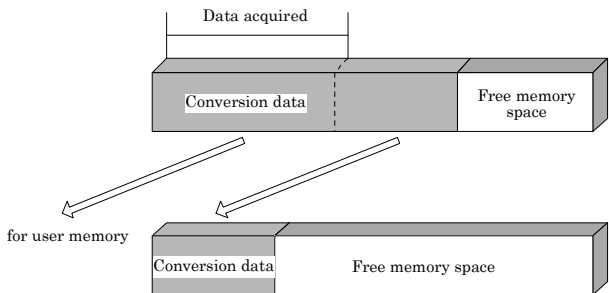 Data acquired
Conversion data
Free memory
space
for user memory
Conversion data
Free memory space